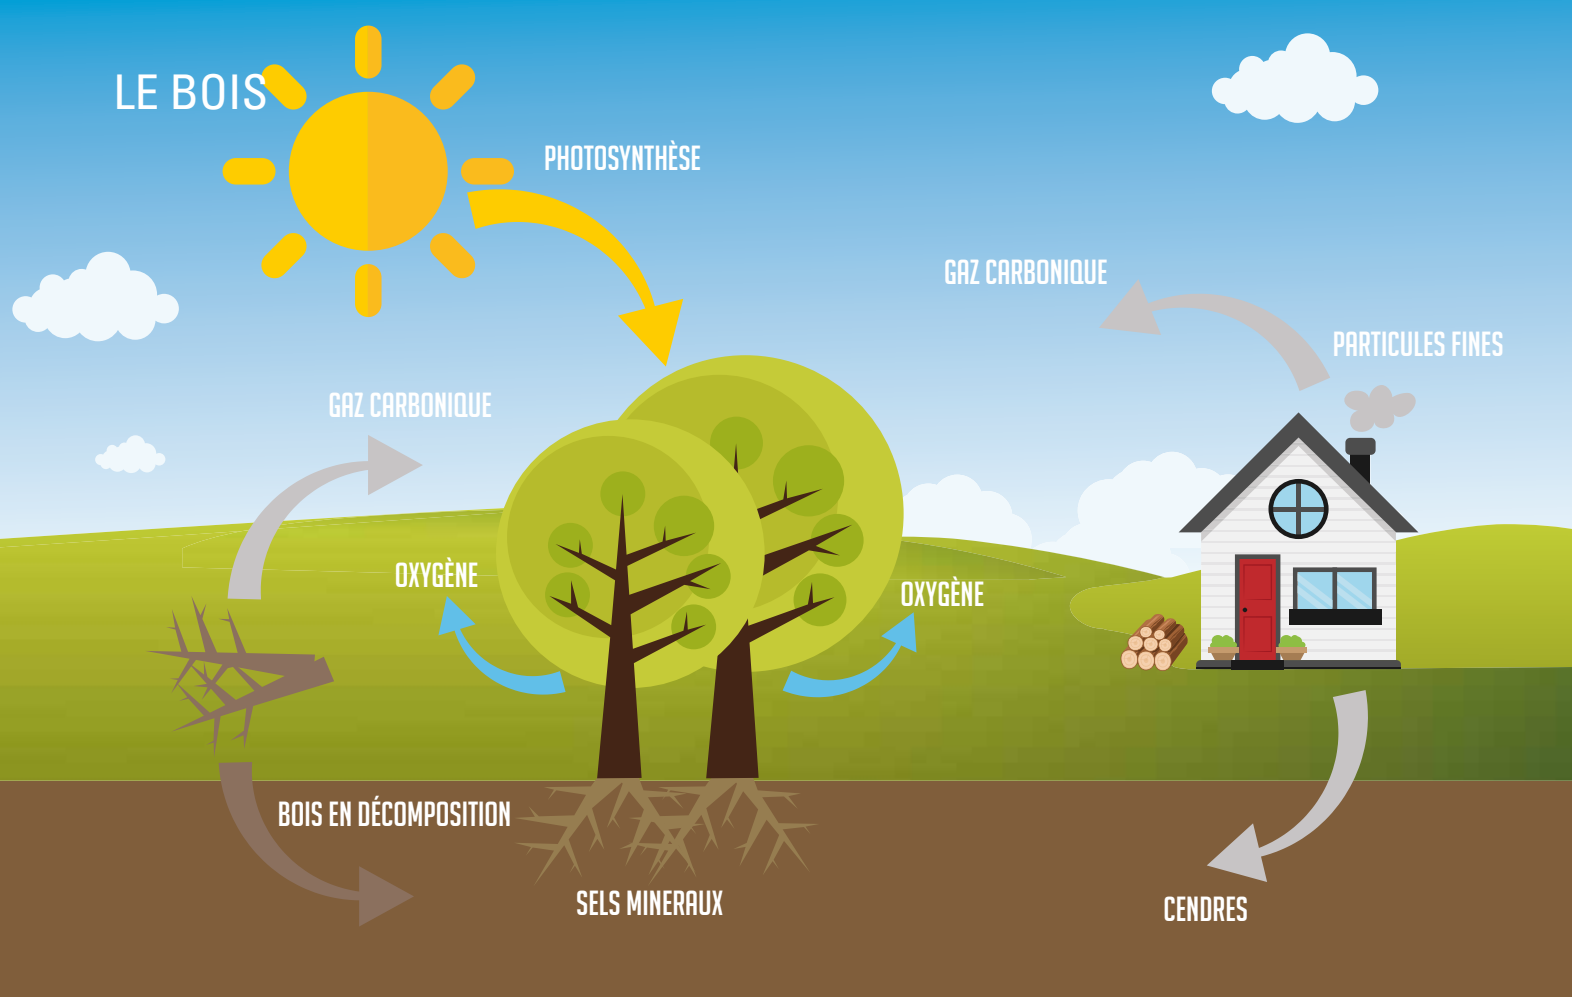 LE BOIS
PHOTOSYNTHÈSE
GAZ CARBONIQUE
PARTICULES FINES
GAZ CARBONIQUE
OXYGÈNE
OXYGÈNE
BOIS EN DÉCOMPOSITION
SELS MINERAUX
CENDRES